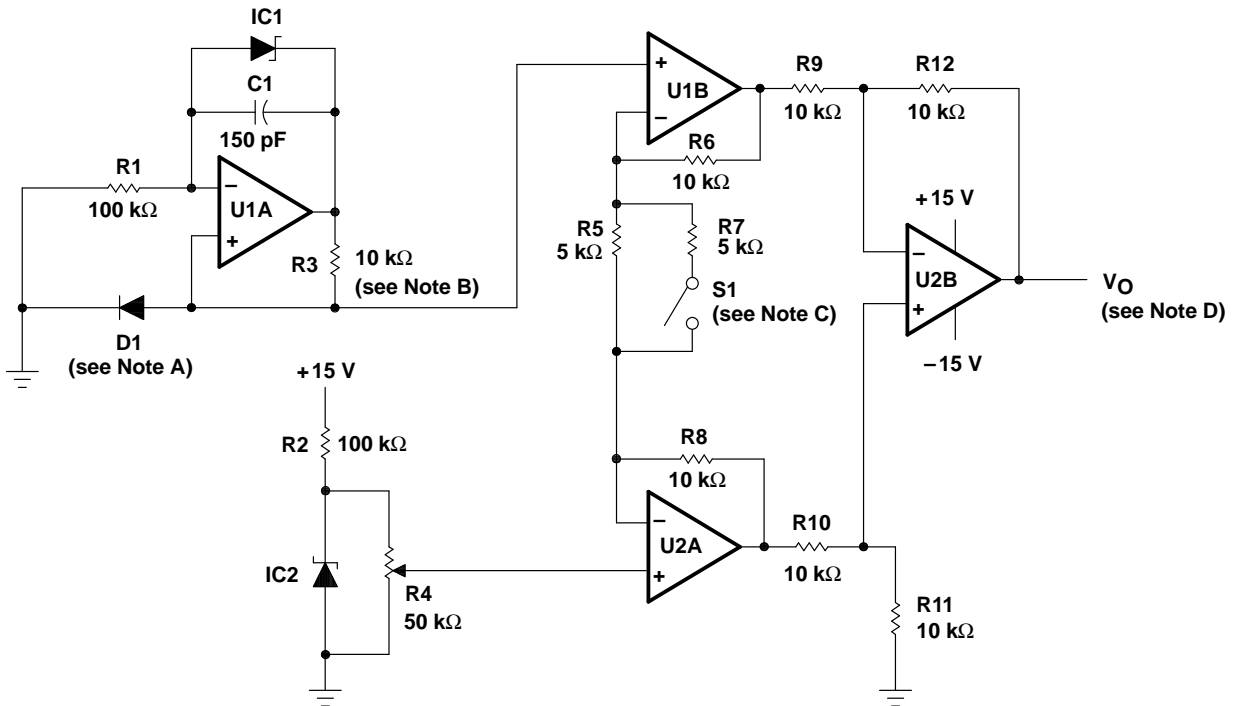 IC1
C1
150 pF
R1
100 kΩ
−
U1A
+
R3
10 kΩ
(see Note B)
D1
(see Note A)
+15 V
R2
100 kΩ
IC2
R4
50 kΩ
+
U1B
−
R6
10 kΩ
R5
5 kΩ
R7
5 kΩ
S1
(see Note C)
R8
10 kΩ
−
U2A
+
R9
10 kΩ
R12
10 kΩ
+15 V
−
U2B
+
−15 V
VO
(see Note D)
R10
10 kΩ
R11
10 kΩ